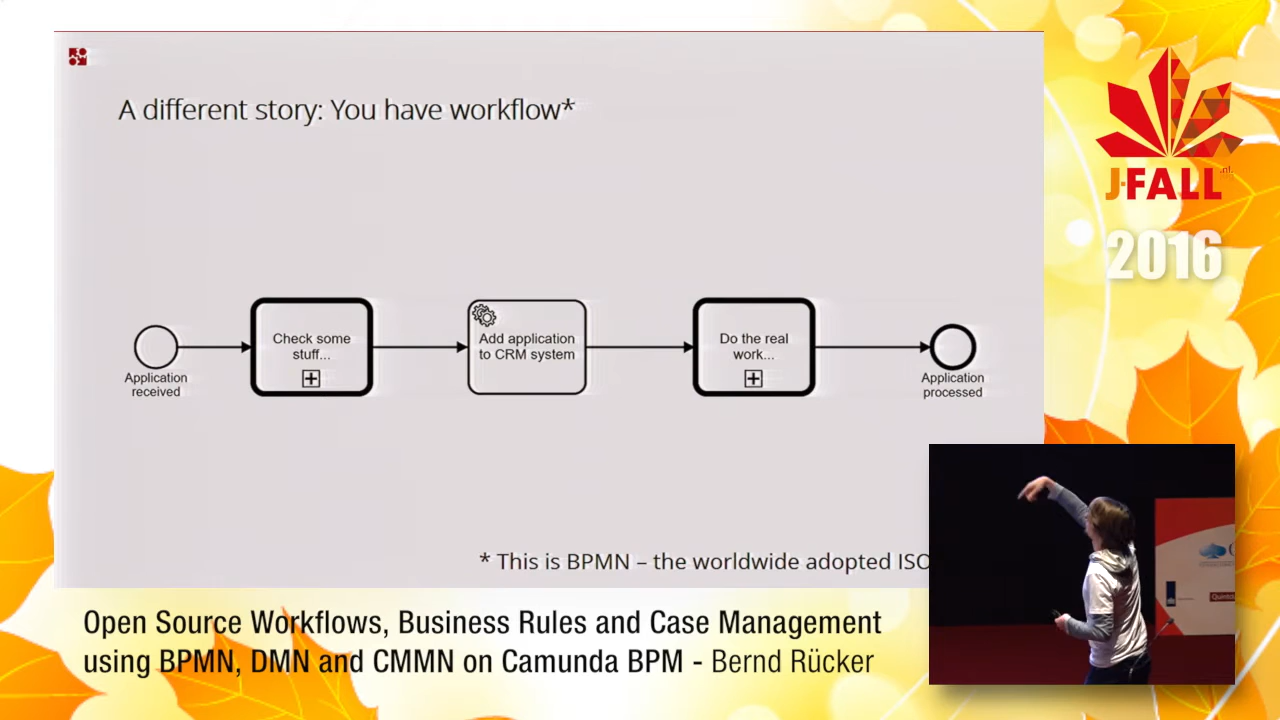 A different story: You have workflow*
Application
received
Check some
stuff...
Add application
to CRM system
Do the real
work...
Application
processed
* This is BPMN – the worldwide adopted ISO
J-FALL
.nl
2016
Open Source Workflows, Business Rules and Case Management
using BPMN, DMN and CMMN on Camunda BPM - Bernd Rücker